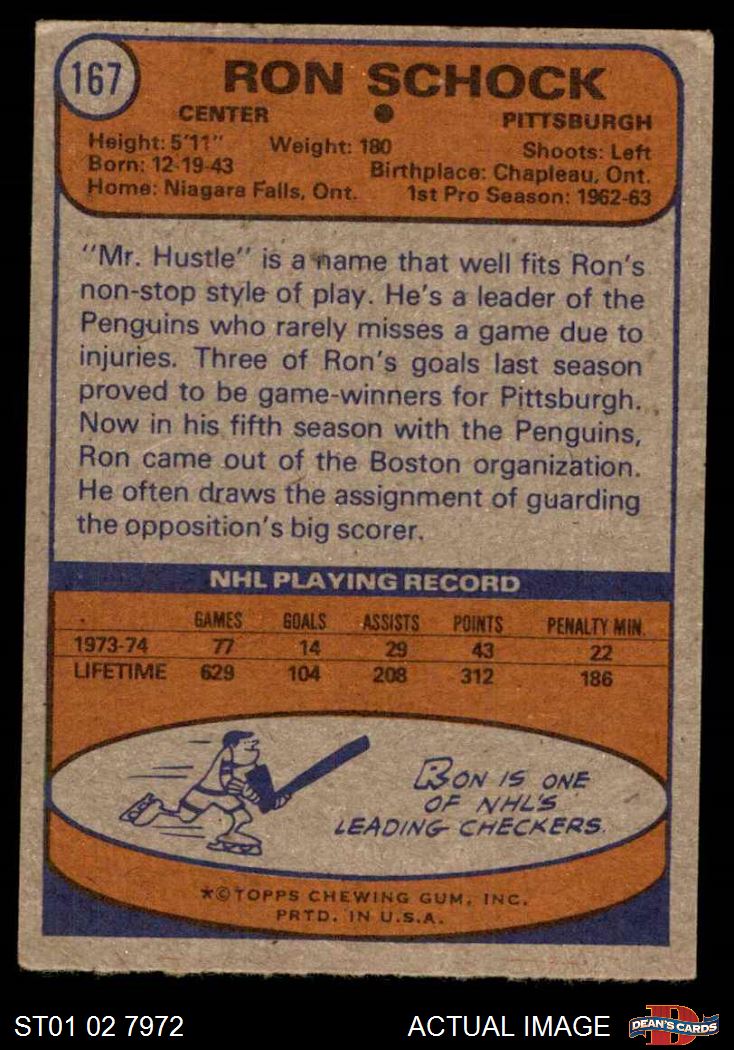 167
RON SCHOCK
CENTER
PITTSBURGH
Height: 5'11" Weight: 180 Shoots: Left
Born: 12-19-43 Birthplace: Chapleau, Ont.
Home: Niagara Falls, Ont. 1st Pro Season: 1962-63
"Mr. Hustle" is a name that well fits Ron's
non-stop style of play. He's a leader of the
Penguins who rarely misses a game due to
injuries. Three of Ron's goals last season
proved to be game-winners for Pittsburgh.
Now in his fifth season with the Penguins,
Ron came out of the Boston organization.
He often draws the assignment of guarding
the opposition's big scorer.
NHL PLAYING RECORD
GAMES GOALS ASSISTS POINTS PENALTY MIN.
1973-74 77 14 29 43 22
LIFETIME 629 104 208 312 186
RON IS ONE
OF NHL'S
LEADING CHECKERS.
*©TOPPS CHEWING GUM, INC.
PRTD. IN U.S.A.
ST01 02 7972 ACTUAL IMAGE DEAN'S CARDS